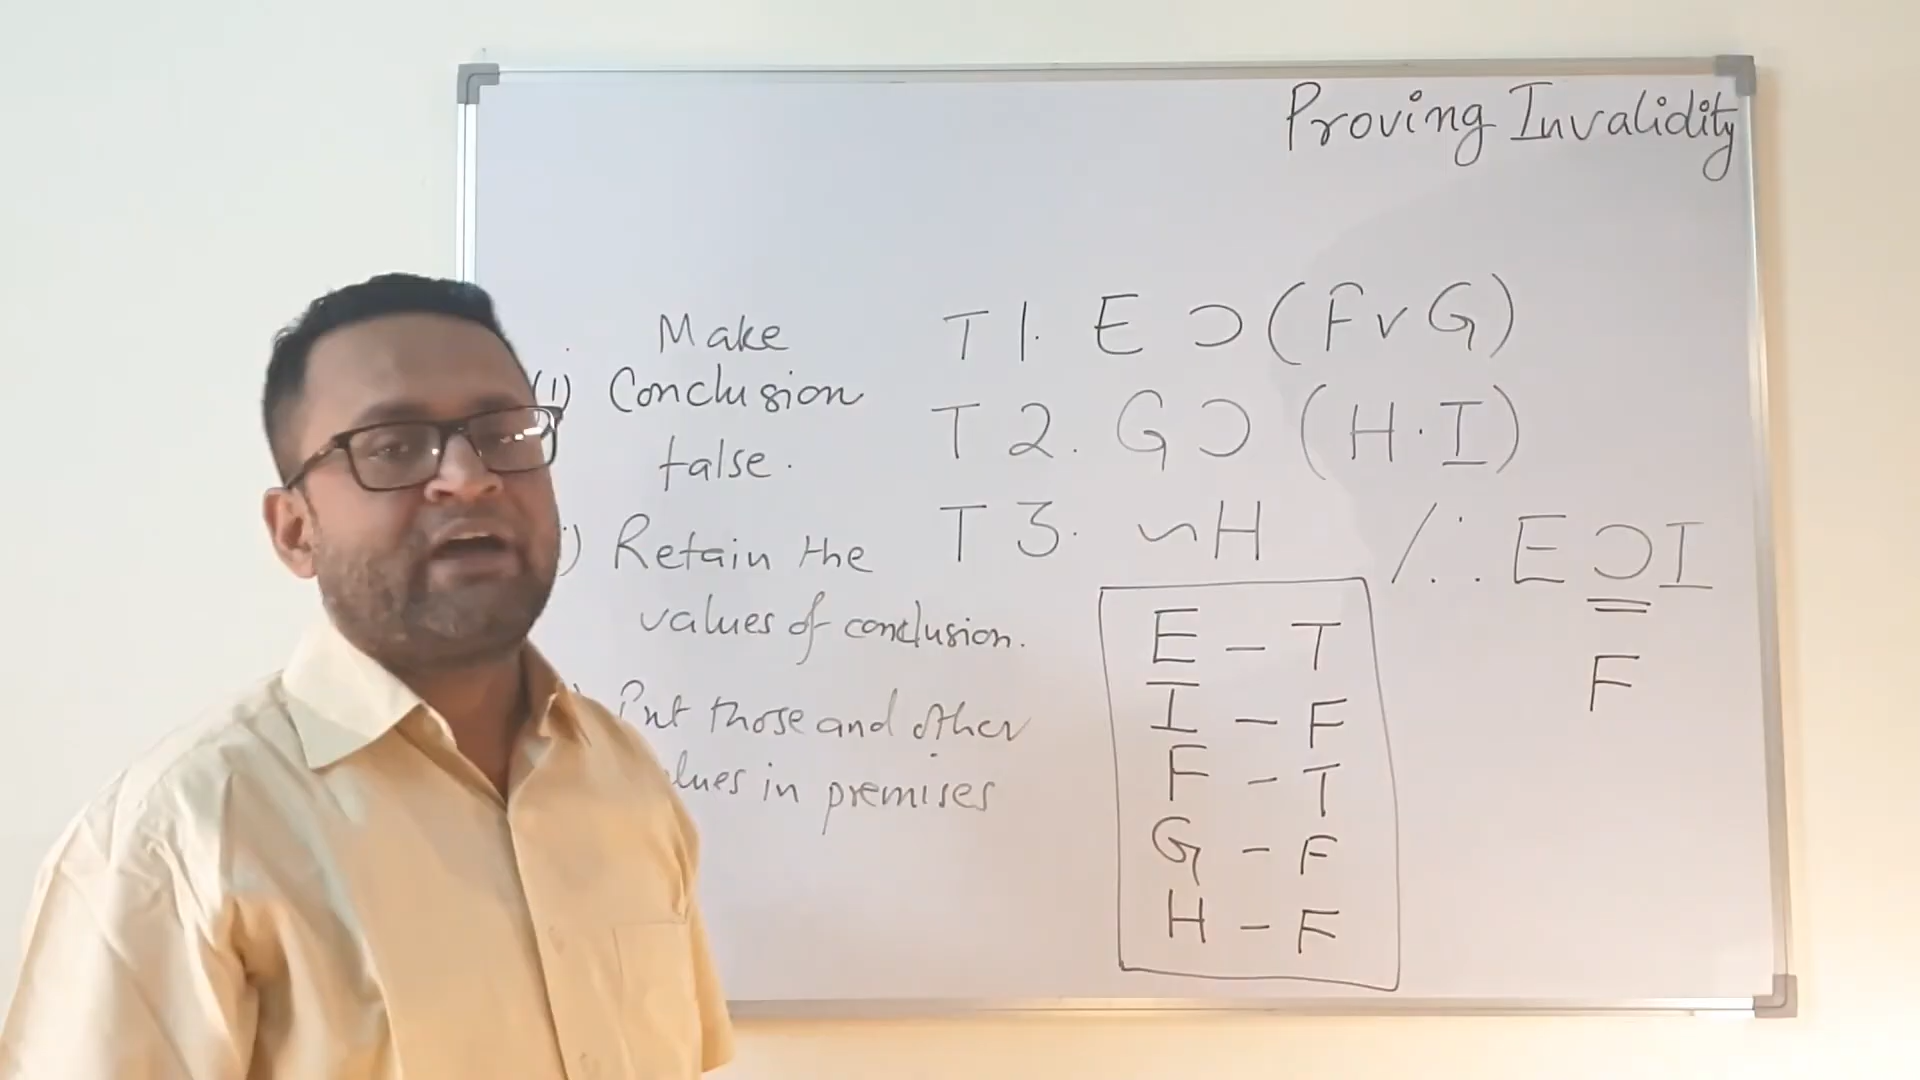 Proving Invalidity
Make
(i) Conclusion
false.
Retain the
values of conclusion.
Put those and other
values in premises
T 1. E ⊃ (F v G)
T 2. G ⊃ (H · I)
T 3. ~H /∴ E ⊃ I
F
E – T
I – F
F – T
G – F
H – F